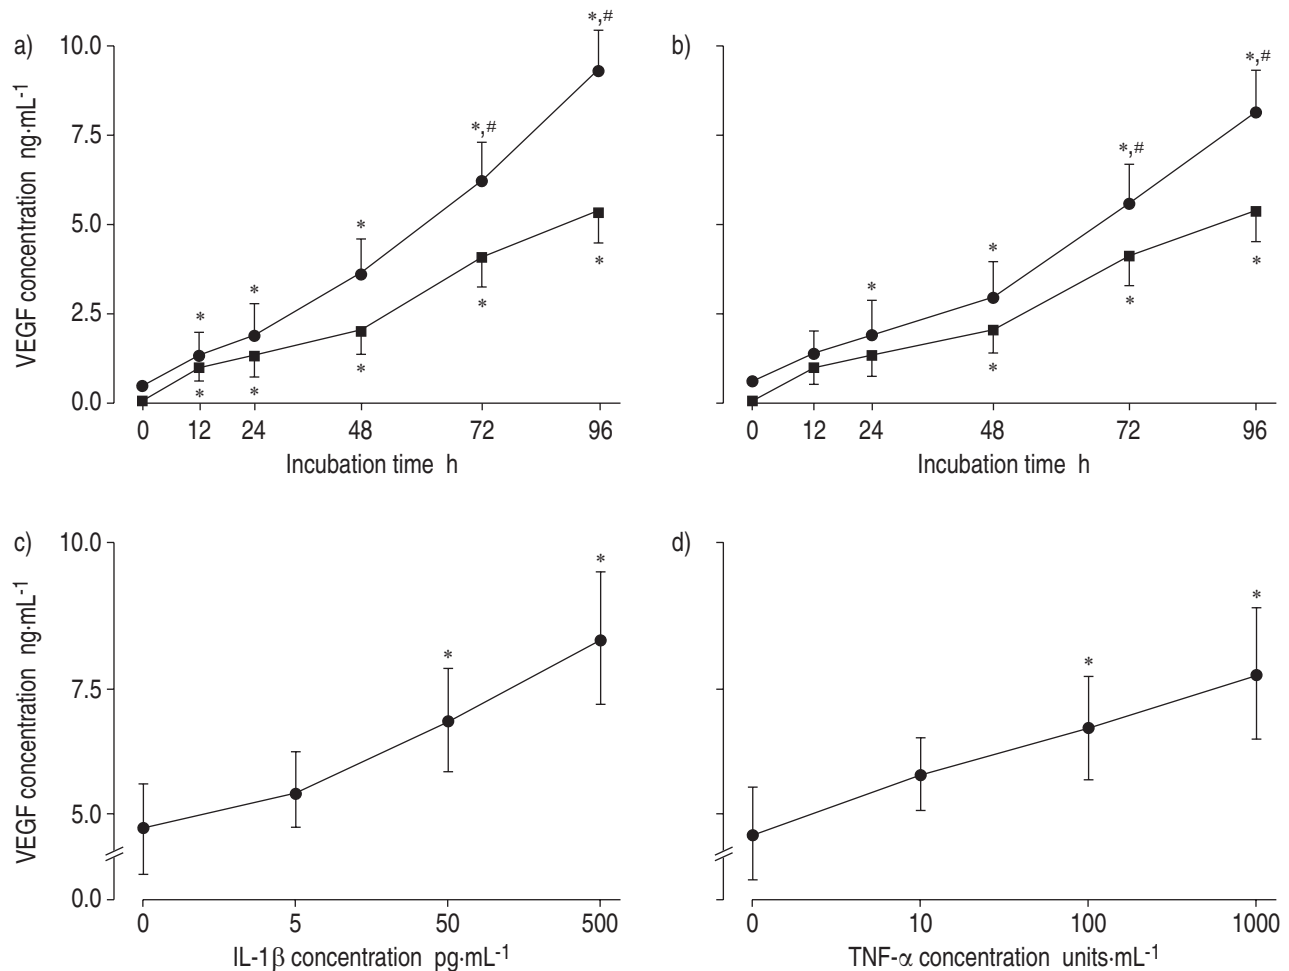 a)
VEGF concentration ng·mL-1
10.0
7.5
5.0
2.5
0.0
*
*
*
*,#
*,#
*
*
*
*
*
0 12 24 48 72 96
Incubation time h
b)
*
*
*,#
*,#
*
*
*
0 12 24 48 72 96
Incubation time h
c)
VEGF concentration ng·mL-1
10.0
7.5
5.0
0.0
*
*
0 5 50 500
IL-1β concentration pg·mL-1
d)
*
*
0 10 100 1000
TNF-α concentration units·mL-1